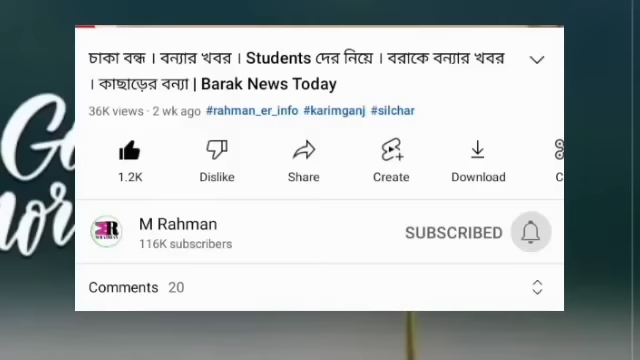 চাকা বন্ধ । বন্যার খবর । Students দের নিয়ে । বরাকে বন্যার খবর
। কাছাড়ের বন্যা | Barak News Today
36K views · 2 wk ago #rahman_er_info #karimganj #silchar
1.2K Dislike Share Create Download
M Rahman
116K subscribers
SUBSCRIBED
Comments 20